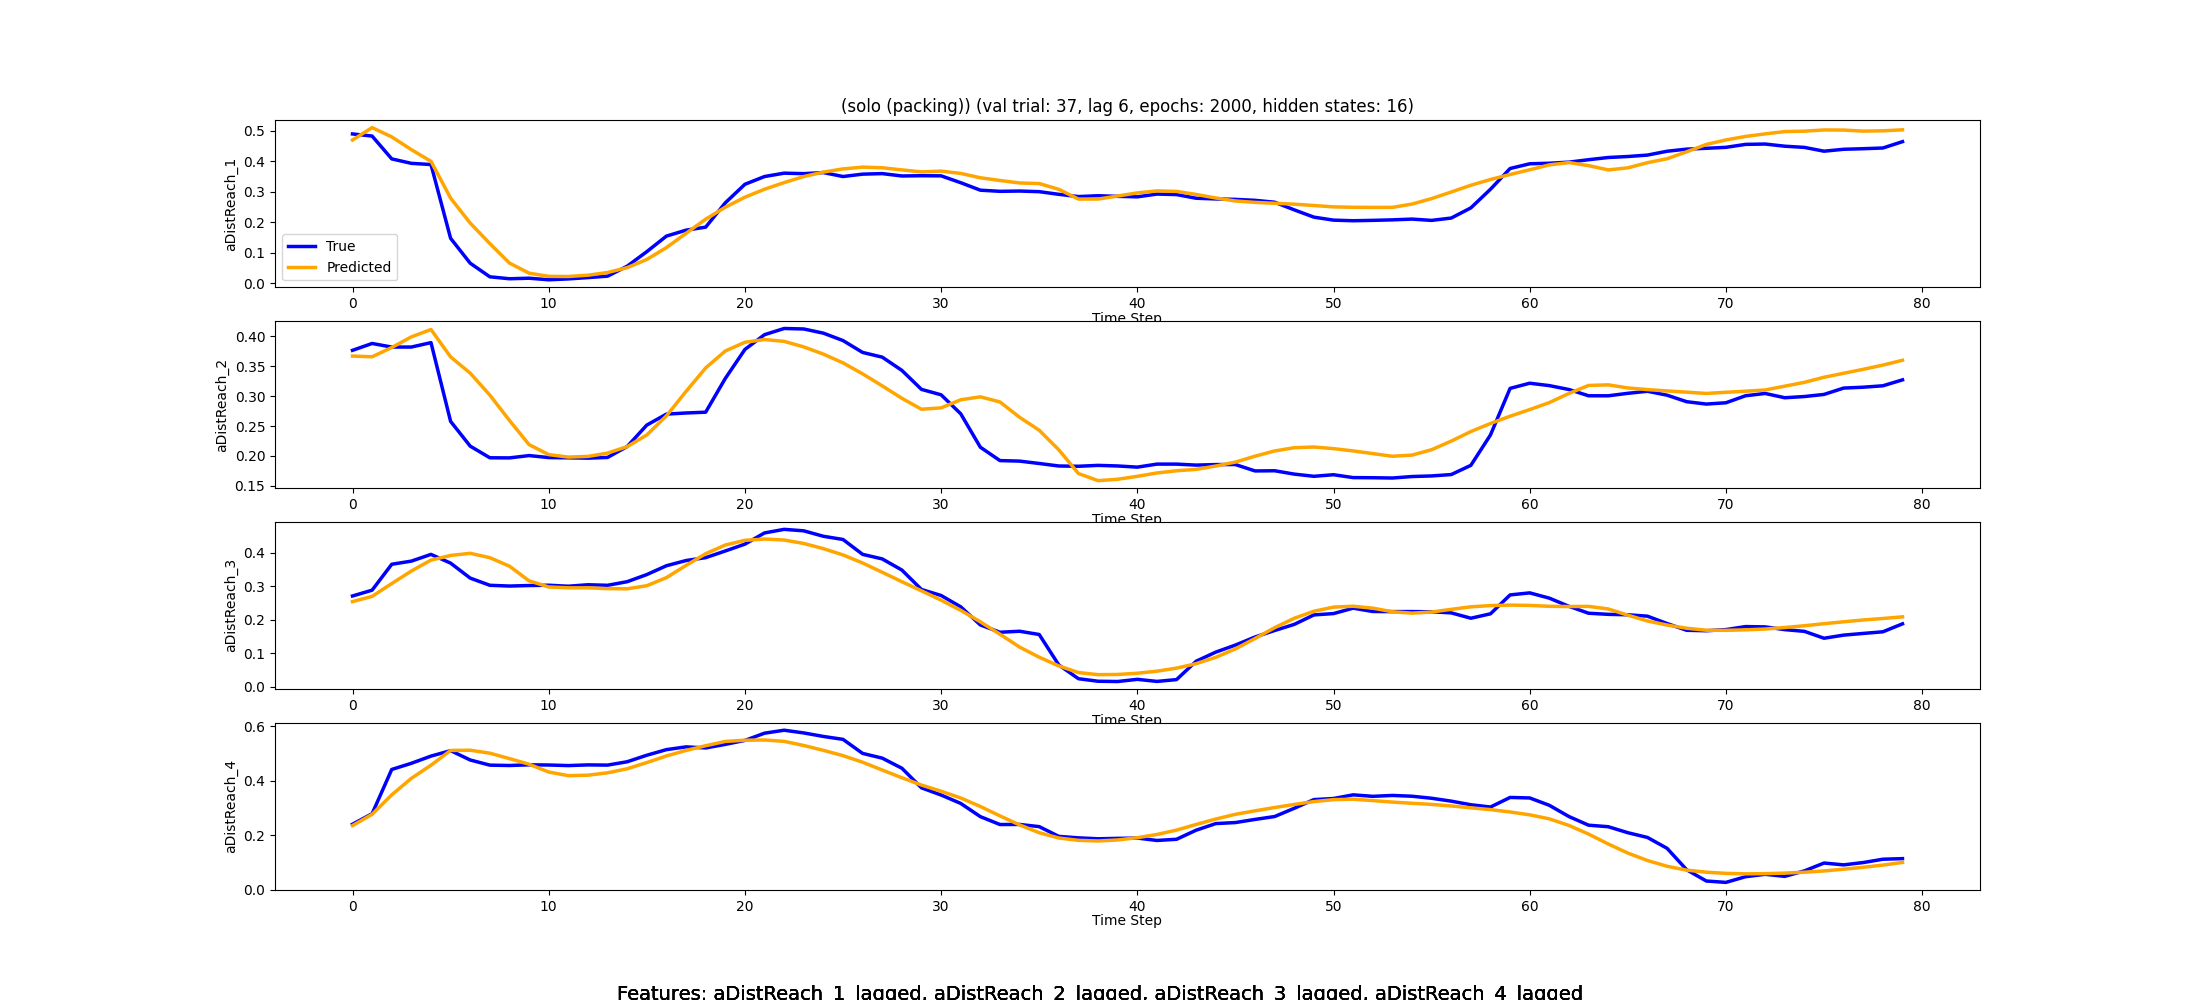 (solo (packing)) (val trial: 37, lag 6, epochs: 2000, hidden states: 16)
aDistReach_1
0.5
0.4
0.3
0.2
0.1
0.0
True
Predicted
0 10 20 30 40 50 60 70 80
Time Step
aDistReach_2
0.40
0.35
0.30
0.25
0.20
0.15
0 10 20 30 40 50 60 70 80
Time Step
aDistReach_3
0.4
0.3
0.2
0.1
0.0
0 10 20 30 40 50 60 70 80
Time Step
aDistReach_4
0.6
0.4
0.2
0.0
0 10 20 30 40 50 60 70 80
Time Step
Features: aDistReach_1_lagged, aDistReach_2_lagged, aDistReach_3_lagged, aDistReach_4_lagged